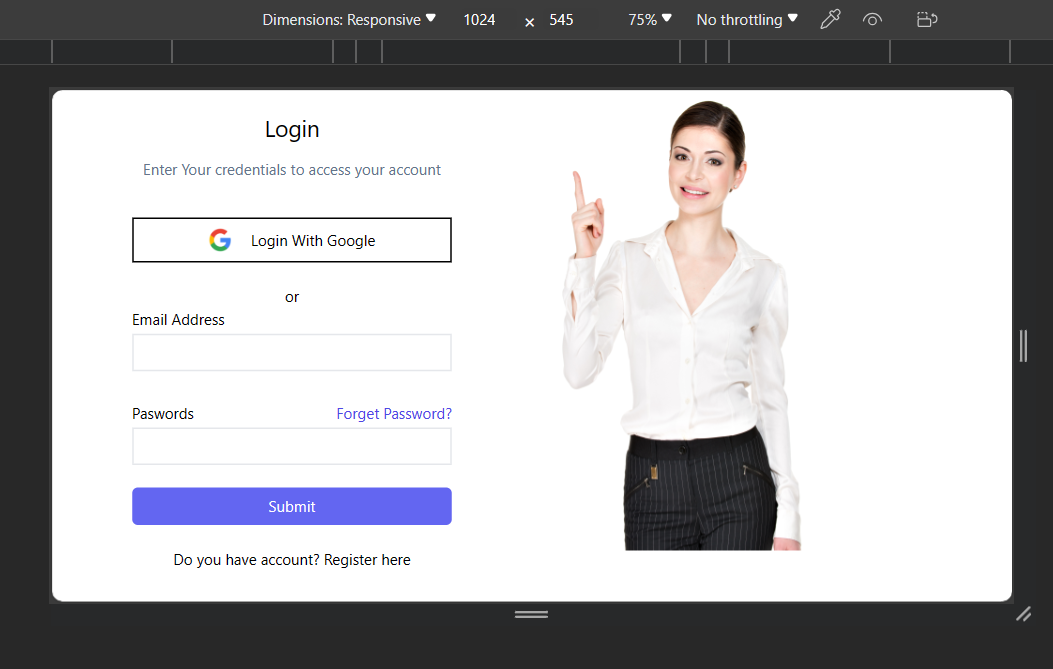 Dimensions: Responsive 1024 × 545 75% No throttling
Login
Enter Your credentials to access your account
Login With Google
or
Email Address
Paswords Forget Password?
Submit
Do you have account? Register here